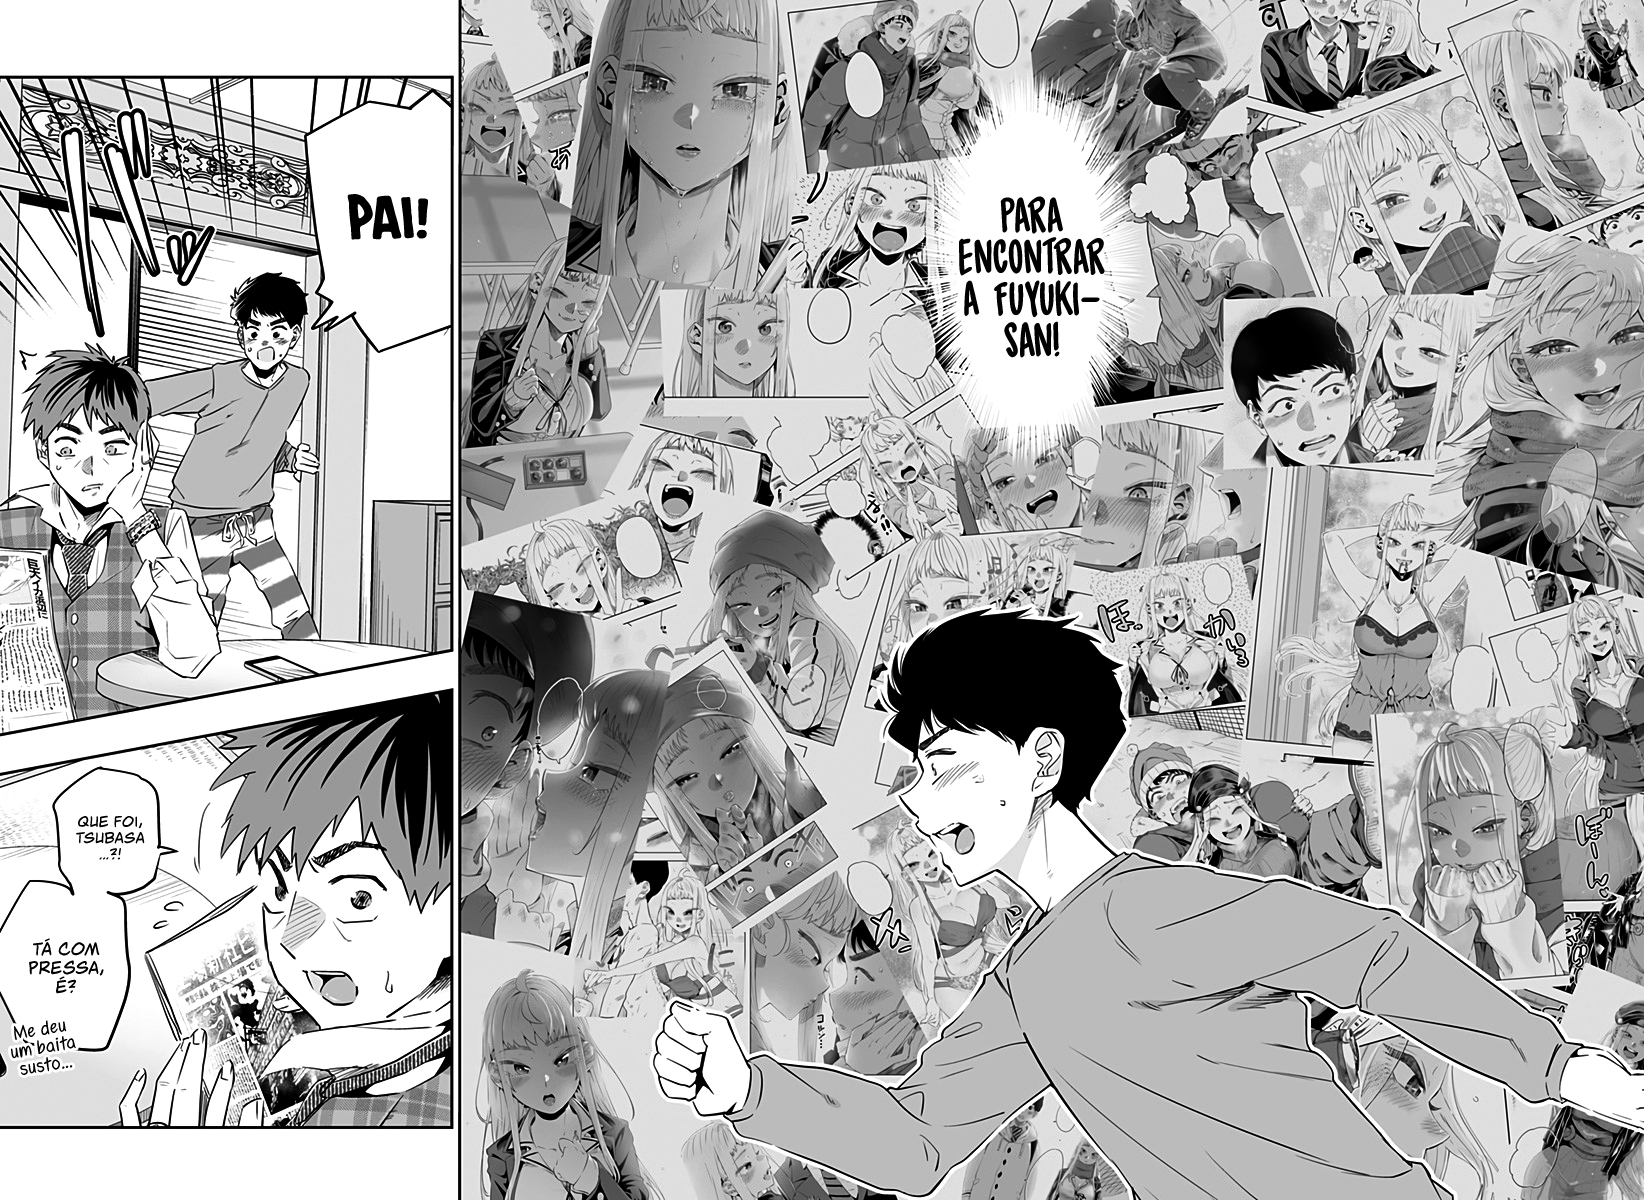 PARA
ENCONTRAR
A FUYUKI-
SAN!
PAI!
QUE FOI,
TSUBASA
...?!
TÁ COM
PRESSA,
É?
Me deu
um baita
susto...